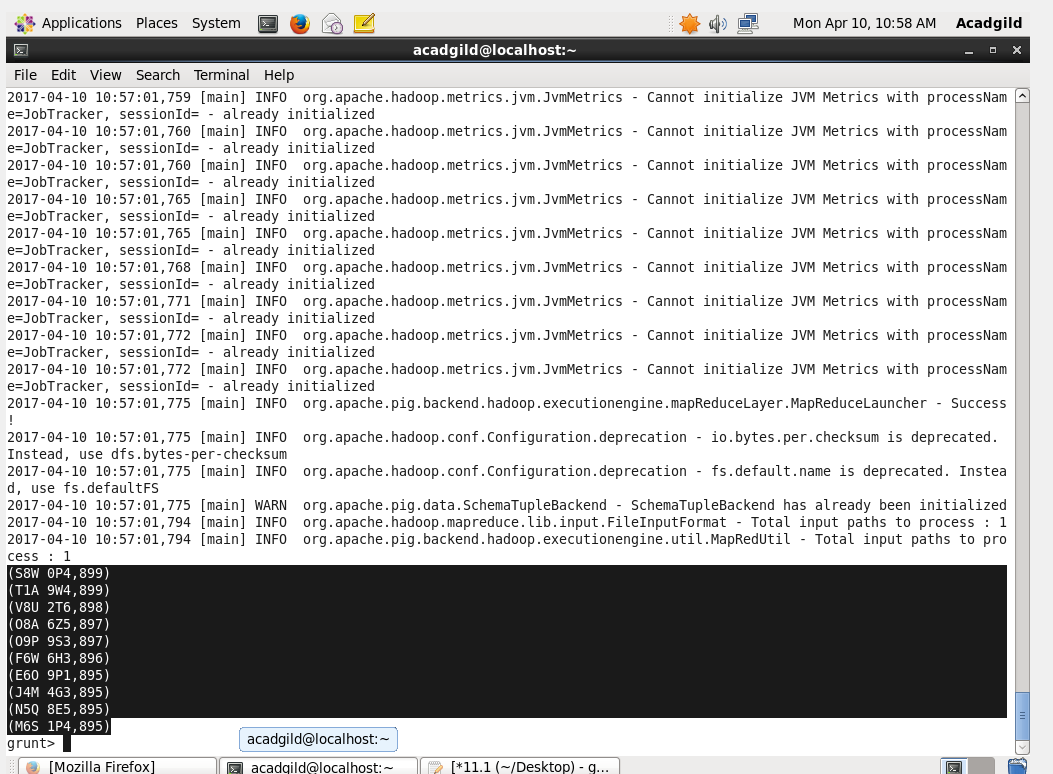 Applications Places System Mon Apr 10, 10:58 AM Acadgild
acadgild@localhost:~
File Edit View Search Terminal Help
2017-04-10 10:57:01,759 [main] INFO  org.apache.hadoop.metrics.jvm.JvmMetrics - Cannot initialize JVM Metrics with processNam
e=JobTracker, sessionId= - already initialized
2017-04-10 10:57:01,760 [main] INFO  org.apache.hadoop.metrics.jvm.JvmMetrics - Cannot initialize JVM Metrics with processNam
e=JobTracker, sessionId= - already initialized
2017-04-10 10:57:01,760 [main] INFO  org.apache.hadoop.metrics.jvm.JvmMetrics - Cannot initialize JVM Metrics with processNam
e=JobTracker, sessionId= - already initialized
2017-04-10 10:57:01,765 [main] INFO  org.apache.hadoop.metrics.jvm.JvmMetrics - Cannot initialize JVM Metrics with processNam
e=JobTracker, sessionId= - already initialized
2017-04-10 10:57:01,765 [main] INFO  org.apache.hadoop.metrics.jvm.JvmMetrics - Cannot initialize JVM Metrics with processNam
e=JobTracker, sessionId= - already initialized
2017-04-10 10:57:01,768 [main] INFO  org.apache.hadoop.metrics.jvm.JvmMetrics - Cannot initialize JVM Metrics with processNam
e=JobTracker, sessionId= - already initialized
2017-04-10 10:57:01,771 [main] INFO  org.apache.hadoop.metrics.jvm.JvmMetrics - Cannot initialize JVM Metrics with processNam
e=JobTracker, sessionId= - already initialized
2017-04-10 10:57:01,772 [main] INFO  org.apache.hadoop.metrics.jvm.JvmMetrics - Cannot initialize JVM Metrics with processNam
e=JobTracker, sessionId= - already initialized
2017-04-10 10:57:01,772 [main] INFO  org.apache.hadoop.metrics.jvm.JvmMetrics - Cannot initialize JVM Metrics with processNam
e=JobTracker, sessionId= - already initialized
2017-04-10 10:57:01,775 [main] INFO  org.apache.pig.backend.hadoop.executionengine.mapReduceLayer.MapReduceLauncher - Success
!
2017-04-10 10:57:01,775 [main] INFO  org.apache.hadoop.conf.Configuration.deprecation - io.bytes.per.checksum is deprecated.
Instead, use dfs.bytes-per-checksum
2017-04-10 10:57:01,775 [main] INFO  org.apache.hadoop.conf.Configuration.deprecation - fs.default.name is deprecated. Instea
d, use fs.defaultFS
2017-04-10 10:57:01,775 [main] WARN  org.apache.pig.data.SchemaTupleBackend - SchemaTupleBackend has already been initialized
2017-04-10 10:57:01,794 [main] INFO  org.apache.hadoop.mapreduce.lib.input.FileInputFormat - Total input paths to process : 1
2017-04-10 10:57:01,794 [main] INFO  org.apache.pig.backend.hadoop.executionengine.util.MapRedUtil - Total input paths to pro
cess : 1
(S8W 0P4,899)
(T1A 9W4,899)
(V8U 2T6,898)
(O8A 6Z5,897)
(O9P 9S3,897)
(F6W 6H3,896)
(E6O 9P1,895)
(J4M 4G3,895)
(N5Q 8E5,895)
(M6S 1P4,895)
grunt>
acadgild@localhost:~
[Mozilla Firefox] acadgild@localhost:~ [*11.1 (~/Desktop) - g...